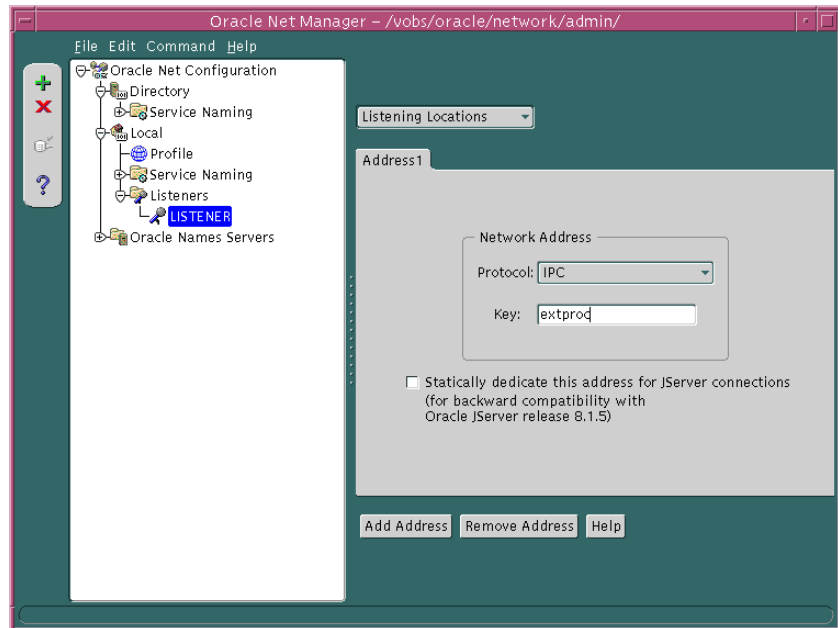 Oracle Net Manager – /vobs/oracle/network/admin/
File Edit Command Help
Oracle Net Configuration
Directory
Service Naming
Local
Profile
Service Naming
Listeners
LISTENER
Oracle Names Servers
Listening Locations
Address1
Network Address
Protocol: IPC
Key: extproc
Statically dedicate this address for JServer connections
(for backward compatibility with
Oracle JServer release 8.1.5)
Add Address Remove Address Help